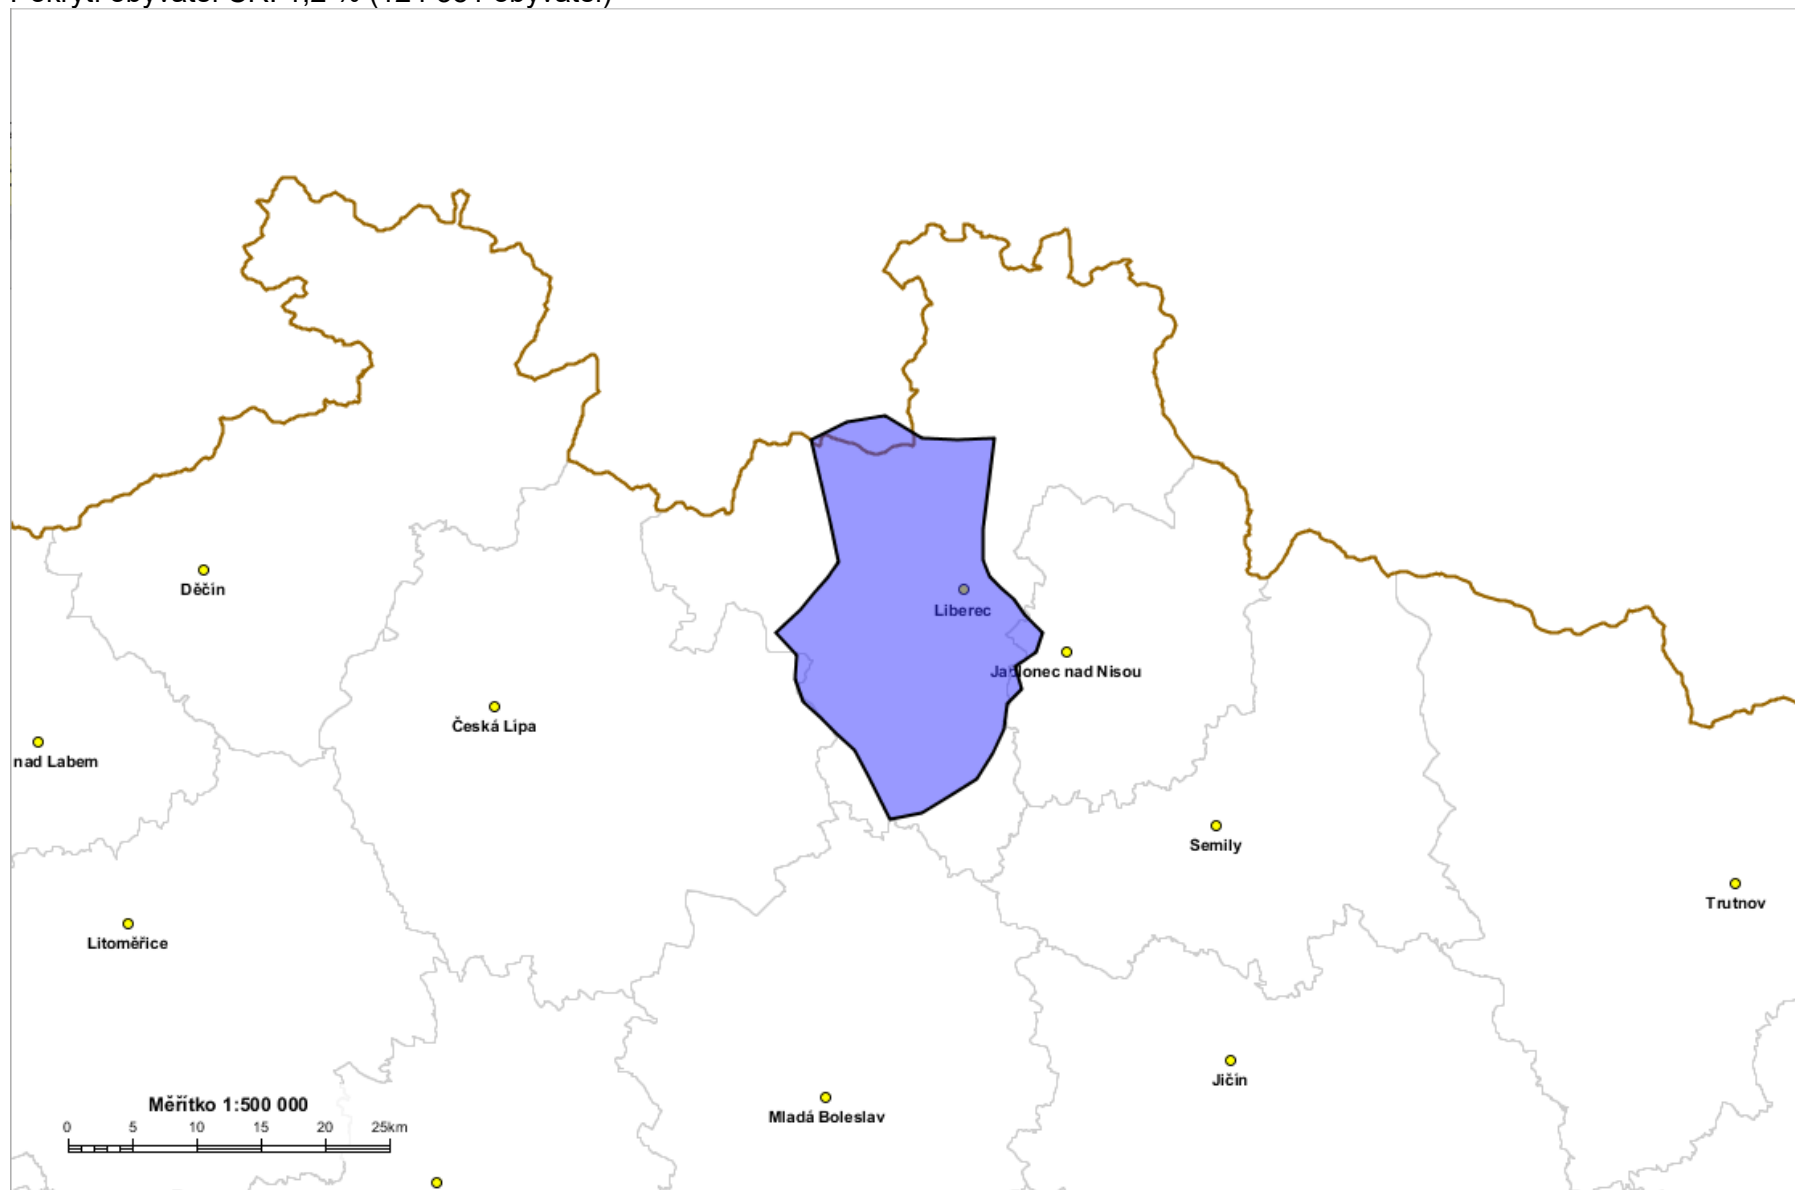 Děčín
Liberec
Jablonec nad Nisou
Česká Lípa
nad Labem
Semily
Trutnov
Litoměřice
Jičín
Měřítko 1:500 000
0 5 10 15 20 25km
Mladá Boleslav